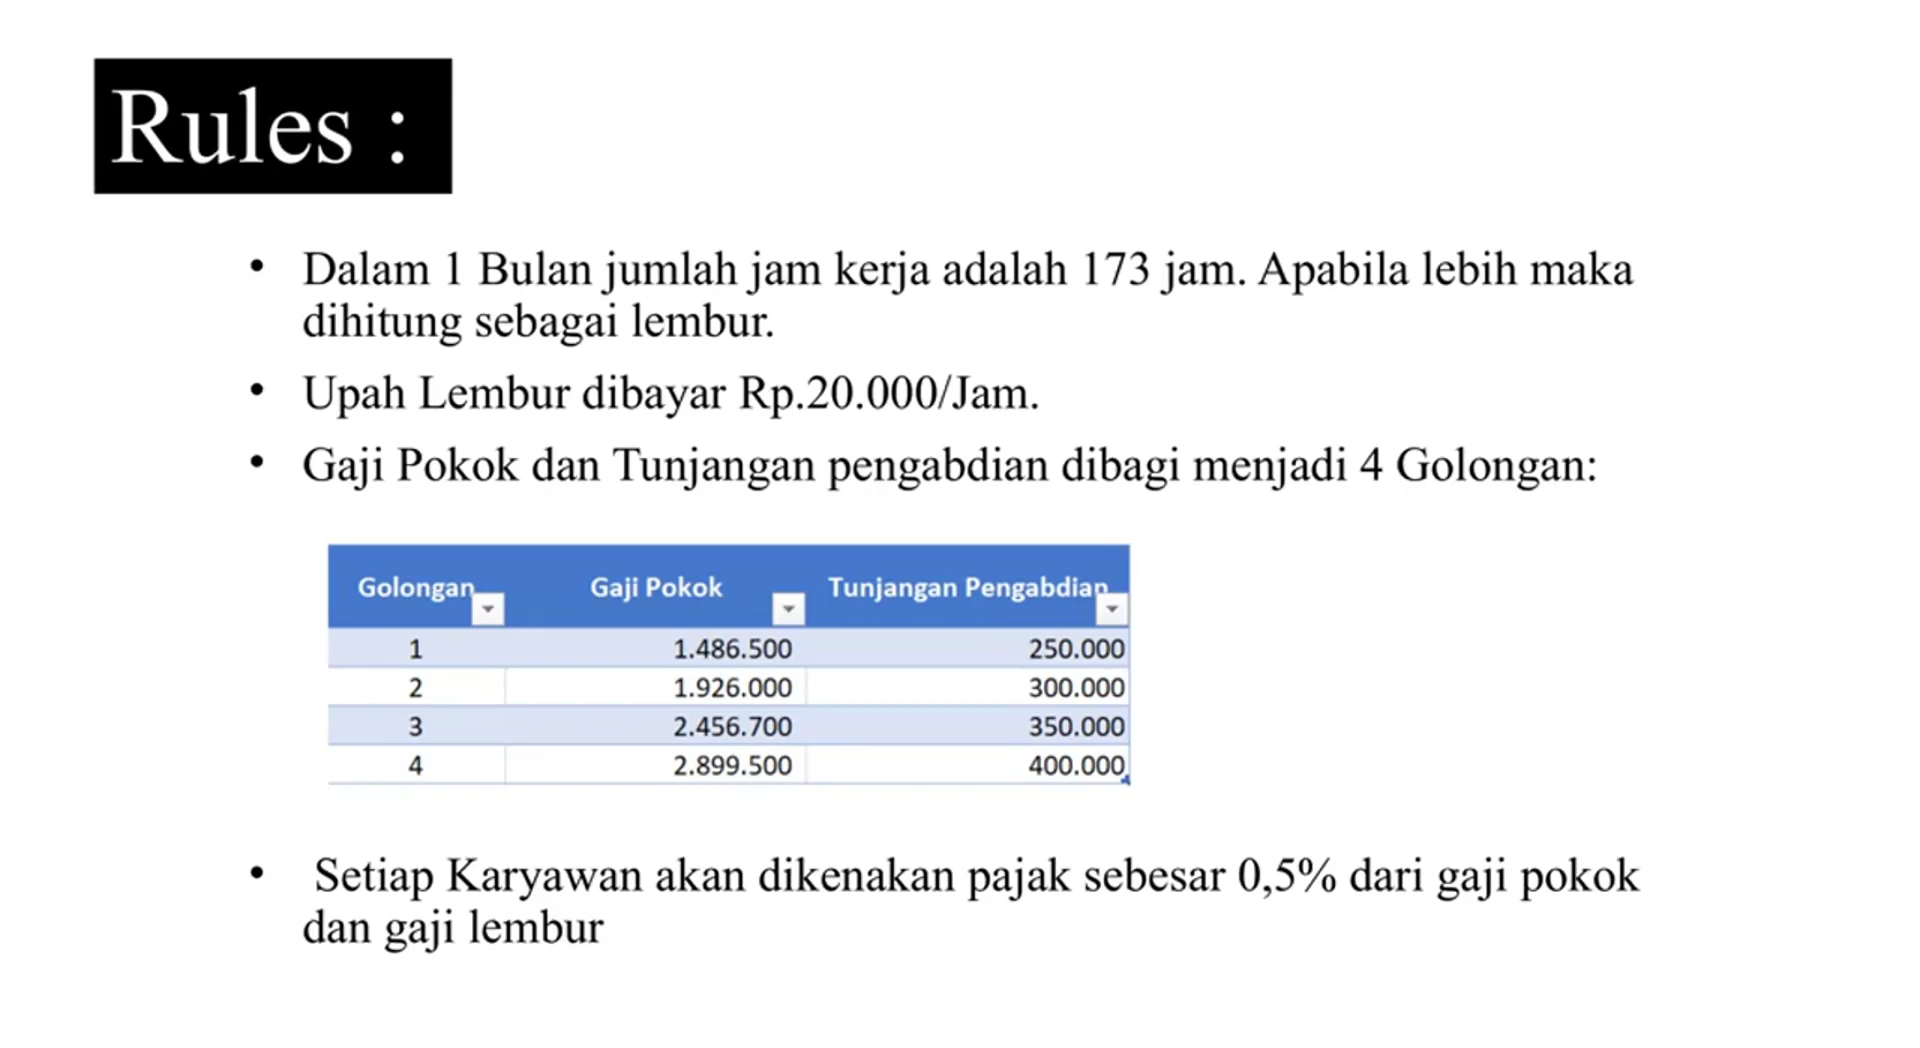 Rules :
• Dalam 1 Bulan jumlah jam kerja adalah 173 jam. Apabila lebih maka
dihitung sebagai lembur.
• Upah Lembur dibayar Rp.20.000/Jam.
• Gaji Pokok dan Tunjangan pengabdian dibagi menjadi 4 Golongan:
Golongan Gaji Pokok Tunjangan Pengabdian
1 1.486.500 250.000
2 1.926.000 300.000
3 2.456.700 350.000
4 2.899.500 400.000
• Setiap Karyawan akan dikenakan pajak sebesar 0,5% dari gaji pokok
dan gaji lembur